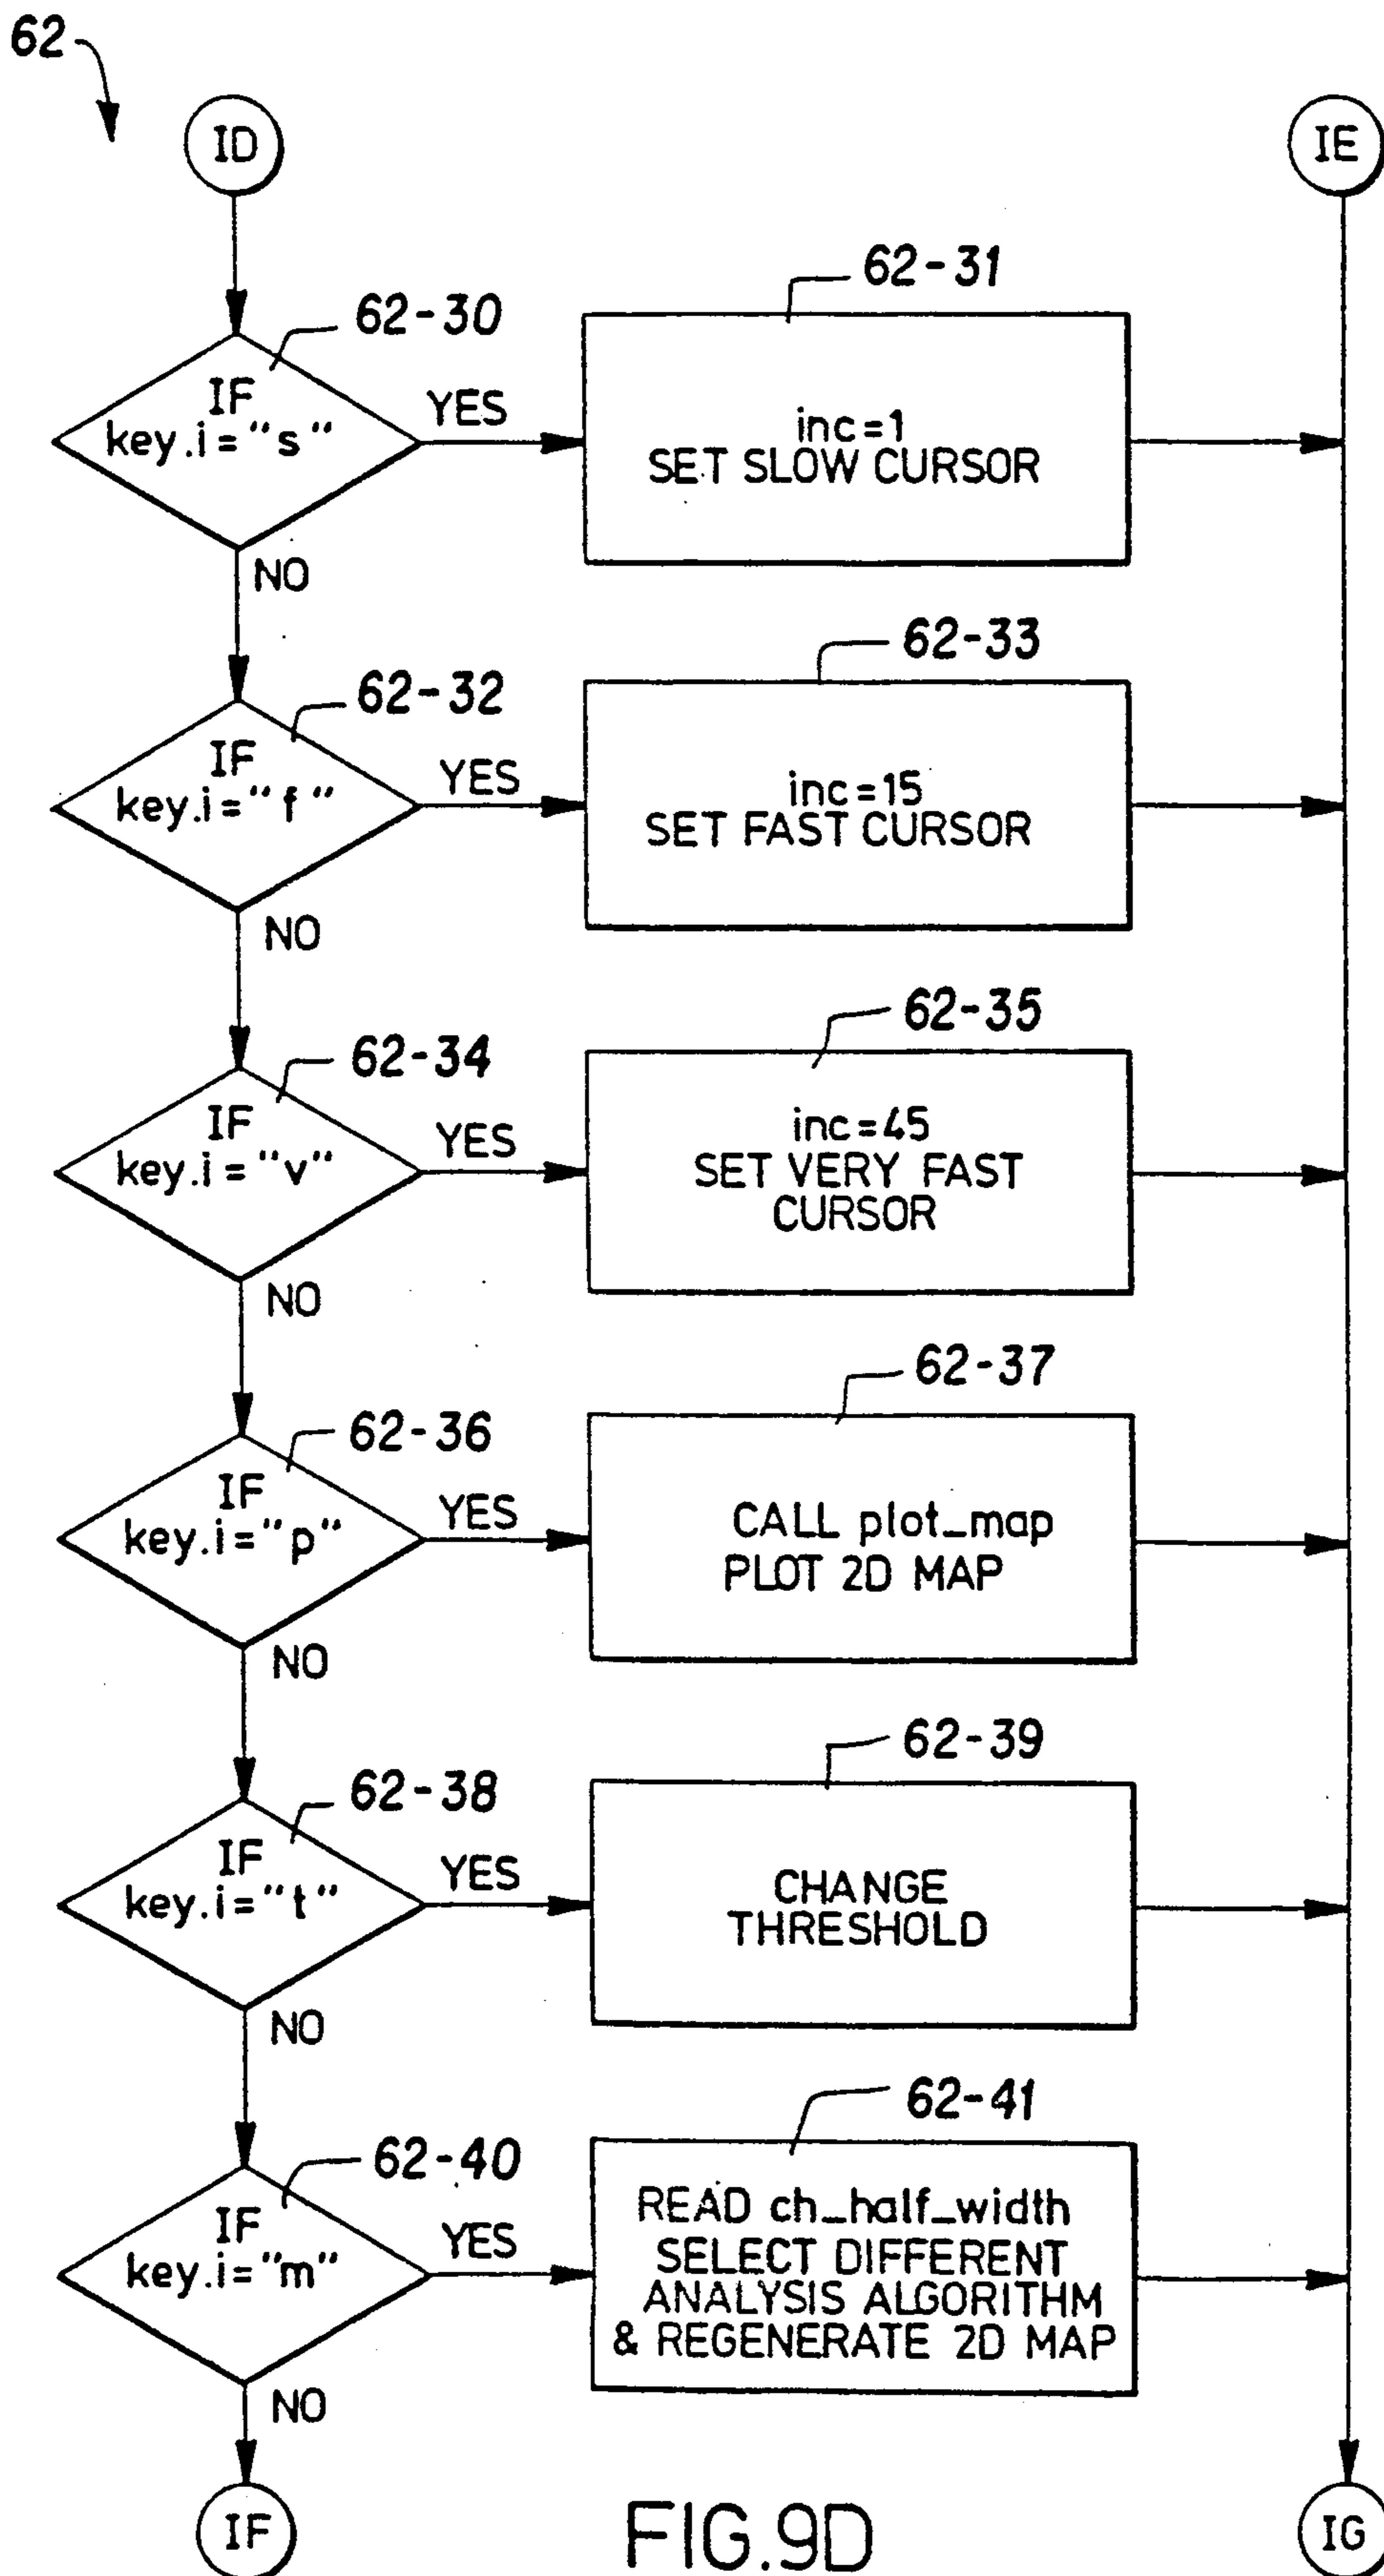 62
ID
IE
62-30
62-31
IF
key.i="s"
YES
inc=1
SET SLOW CURSOR
NO
62-32
62-33
IF
key.i="f"
YES
inc=15
SET FAST CURSOR
NO
62-34
62-35
IF
key.i="v"
YES
inc=45
SET VERY FAST
CURSOR
NO
62-36
62-37
IF
key.i="p"
YES
CALL plot_map
PLOT 2D MAP
NO
62-38
62-39
IF
key.i="t"
YES
CHANGE
THRESHOLD
NO
62-40
62-41
IF
key.i="m"
YES
READ ch_half_width
SELECT DIFFERENT
ANALYSIS ALGORITHM
& REGENERATE 2D MAP
NO
IF
FIG.9D
IG